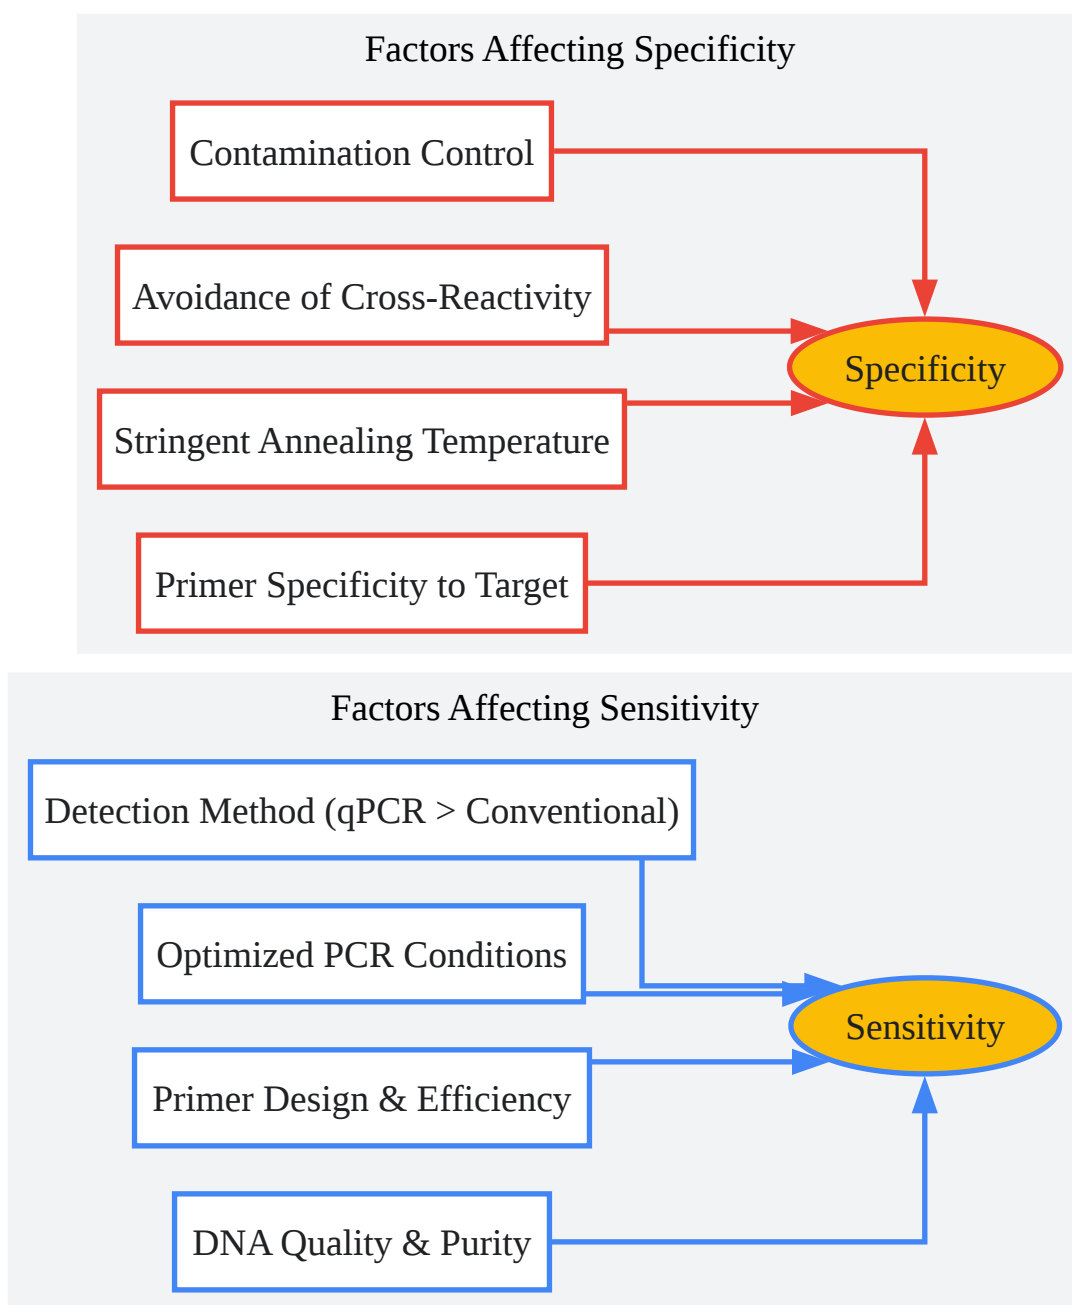 Factors Affecting Specificity
Contamination Control
Avoidance of Cross-Reactivity
Specificity
Stringent Annealing Temperature
Primer Specificity to Target
Factors Affecting Sensitivity
Detection Method (qPCR > Conventional)
Optimized PCR Conditions
Sensitivity
Primer Design & Efficiency
DNA Quality & Purity